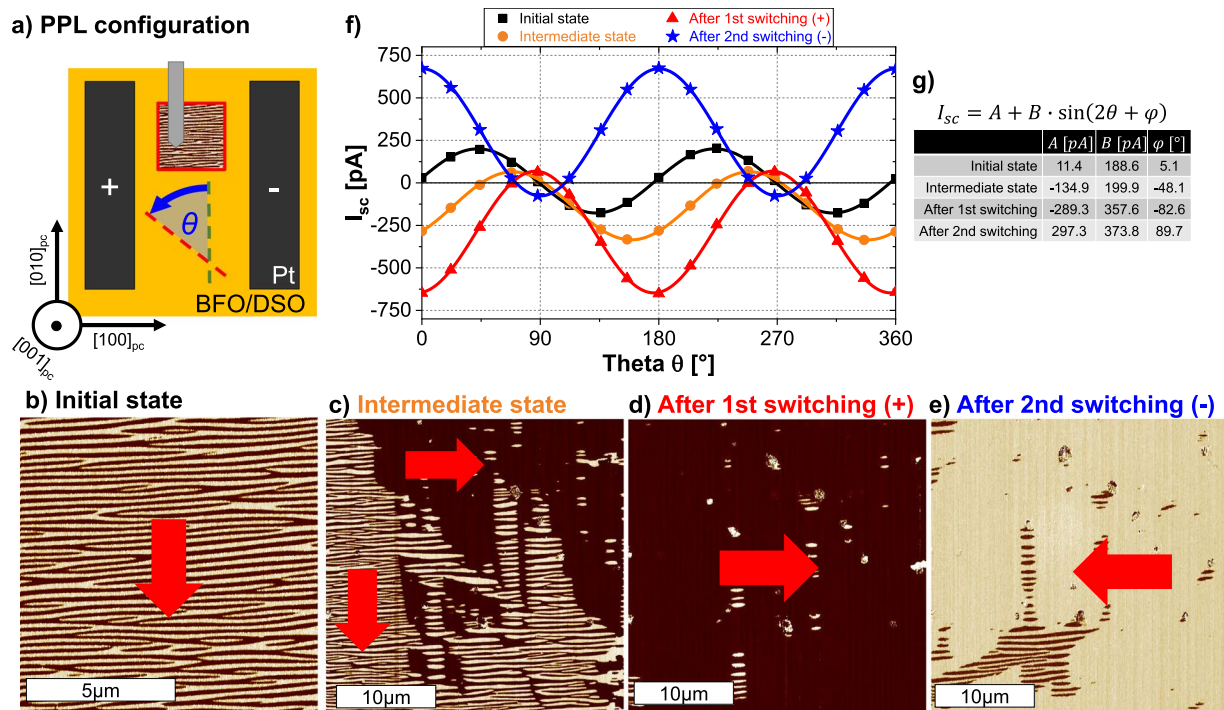 a) PPL configuration
+
-
θ
Pt
BFO/DSO
[010]pc
[100]pc
[001]pc
f)
Initial state
After 1st switching (+)
Intermediate state
After 2nd switching (-)
Isc [pA]
750
500
250
0
-250
-500
-750
0
90
180
270
360
Theta θ [°]
g)
Isc = A + B · sin(2θ + φ)
A [pA] B [pA] φ [°]
Initial state 11.4 188.6 5.1
Intermediate state -134.9 199.9 -48.1
After 1st switching -289.3 357.6 -82.6
After 2nd switching 297.3 373.8 89.7
b) Initial state
5µm
c) Intermediate state
10µm
d) After 1st switching (+)
10µm
e) After 2nd switching (-)
10µm